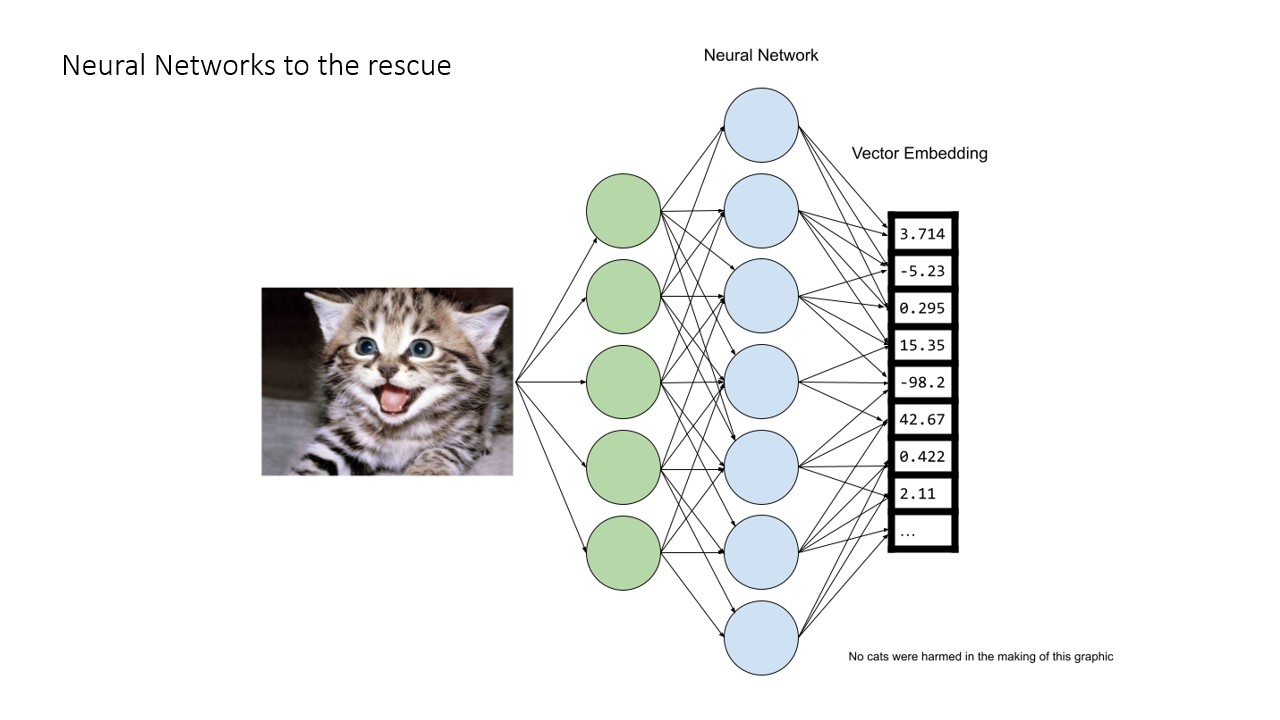 Neural Networks to the rescue
Neural Network
Vector Embedding
3.714
-5.23
0.295
15.35
-98.2
42.67
0.422
2.11
...
No cats were harmed in the making of this graphic